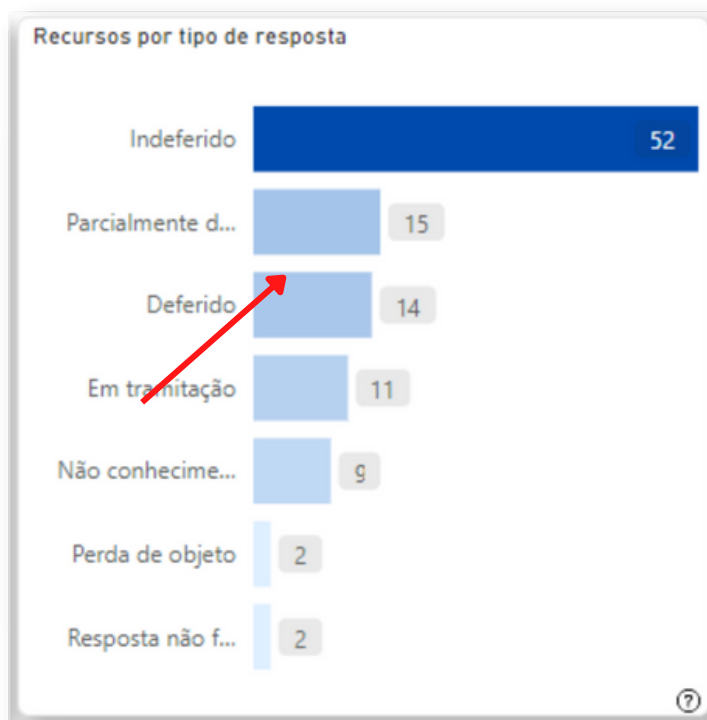 Recursos por tipo de resposta
Indeferido 52
Parcialmente d... 15
Deferido 14
Em tramitação 11
Não conhecime... 9
Perda de objeto 2
Resposta não f... 2
?